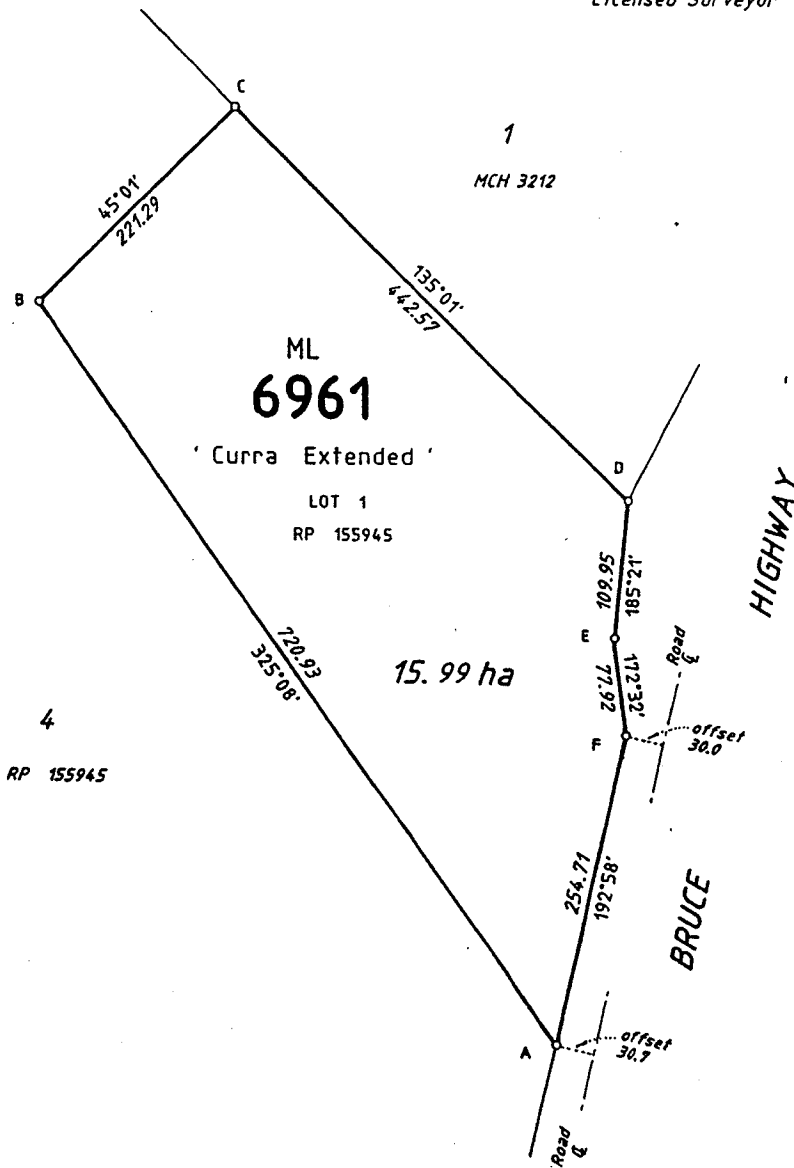 Licensed Surveyor
C
1
MCH 3212
45°01'
221.29
B
135°01'
442.57
ML
6961
' Curra Extended '
LOT 1
RP 155945
D
HIGHWAY
109.95
185°21'
E
Road
℄
720.93
325°08'
15.99 ha
77.92
172°32'
4
RP 155945
F
offset
30.0
254.71
192°58'
BRUCE
A
offset
30.7
Road
℄